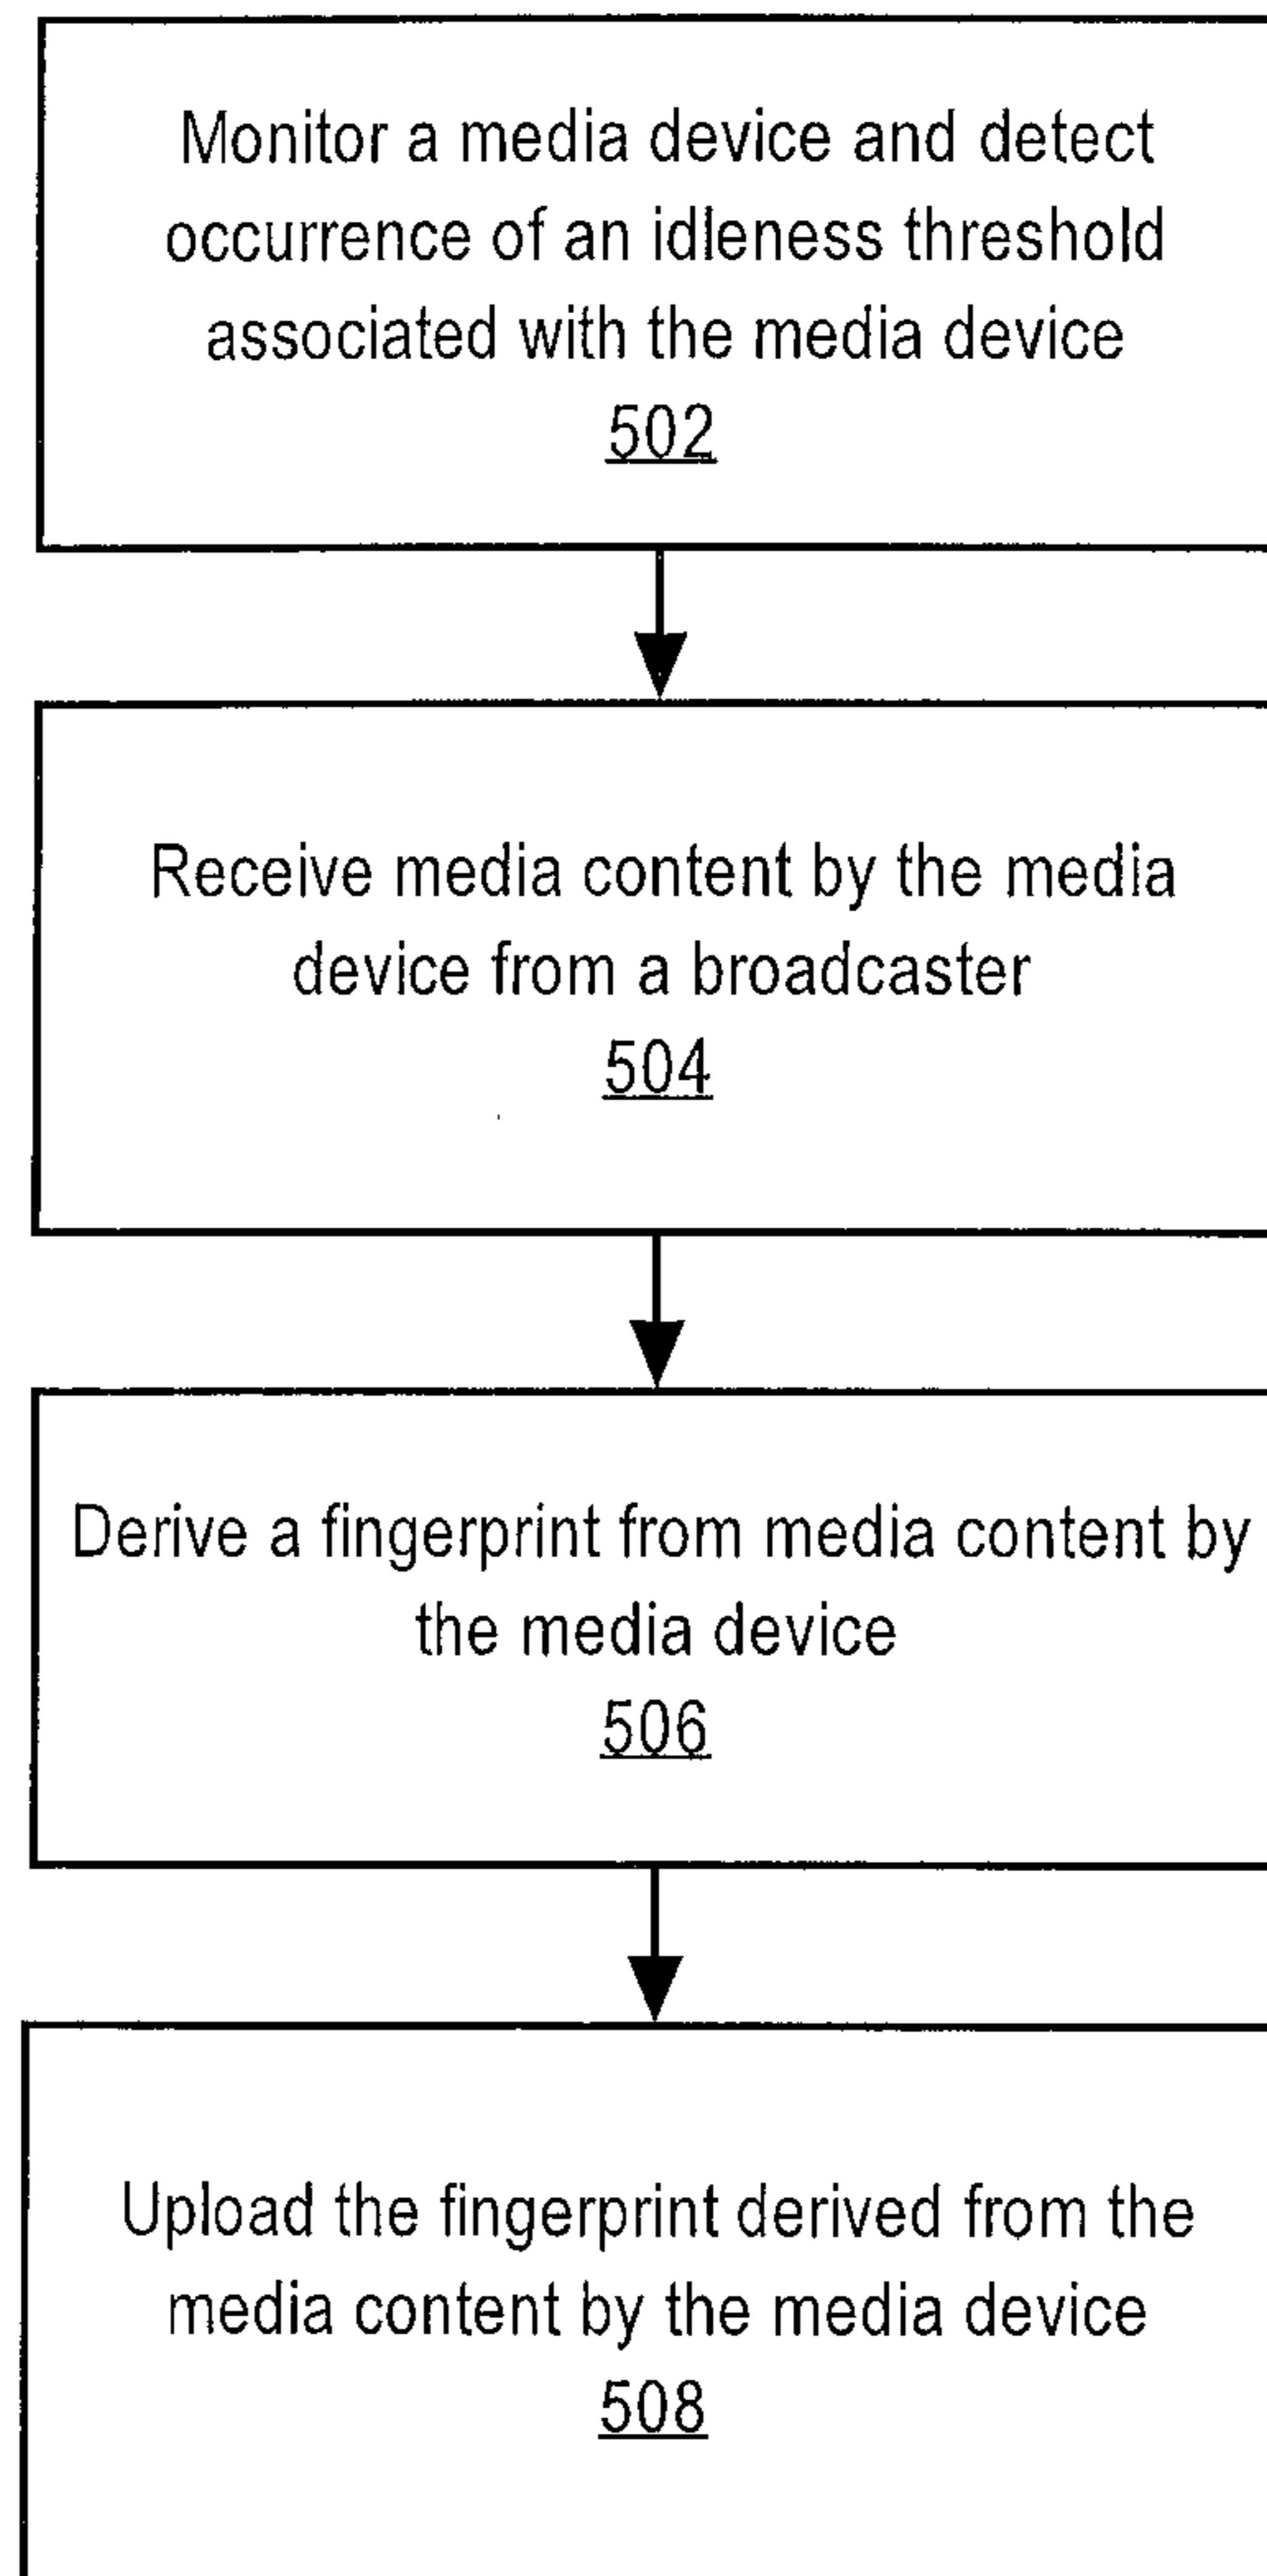 Monitor a media device and detect
occurrence of an idleness threshold
associated with the media device
502
Receive media content by the media
device from a broadcaster
504
Derive a fingerprint from media content by
the media device
506
Upload the fingerprint derived from the
media content by the media device
508